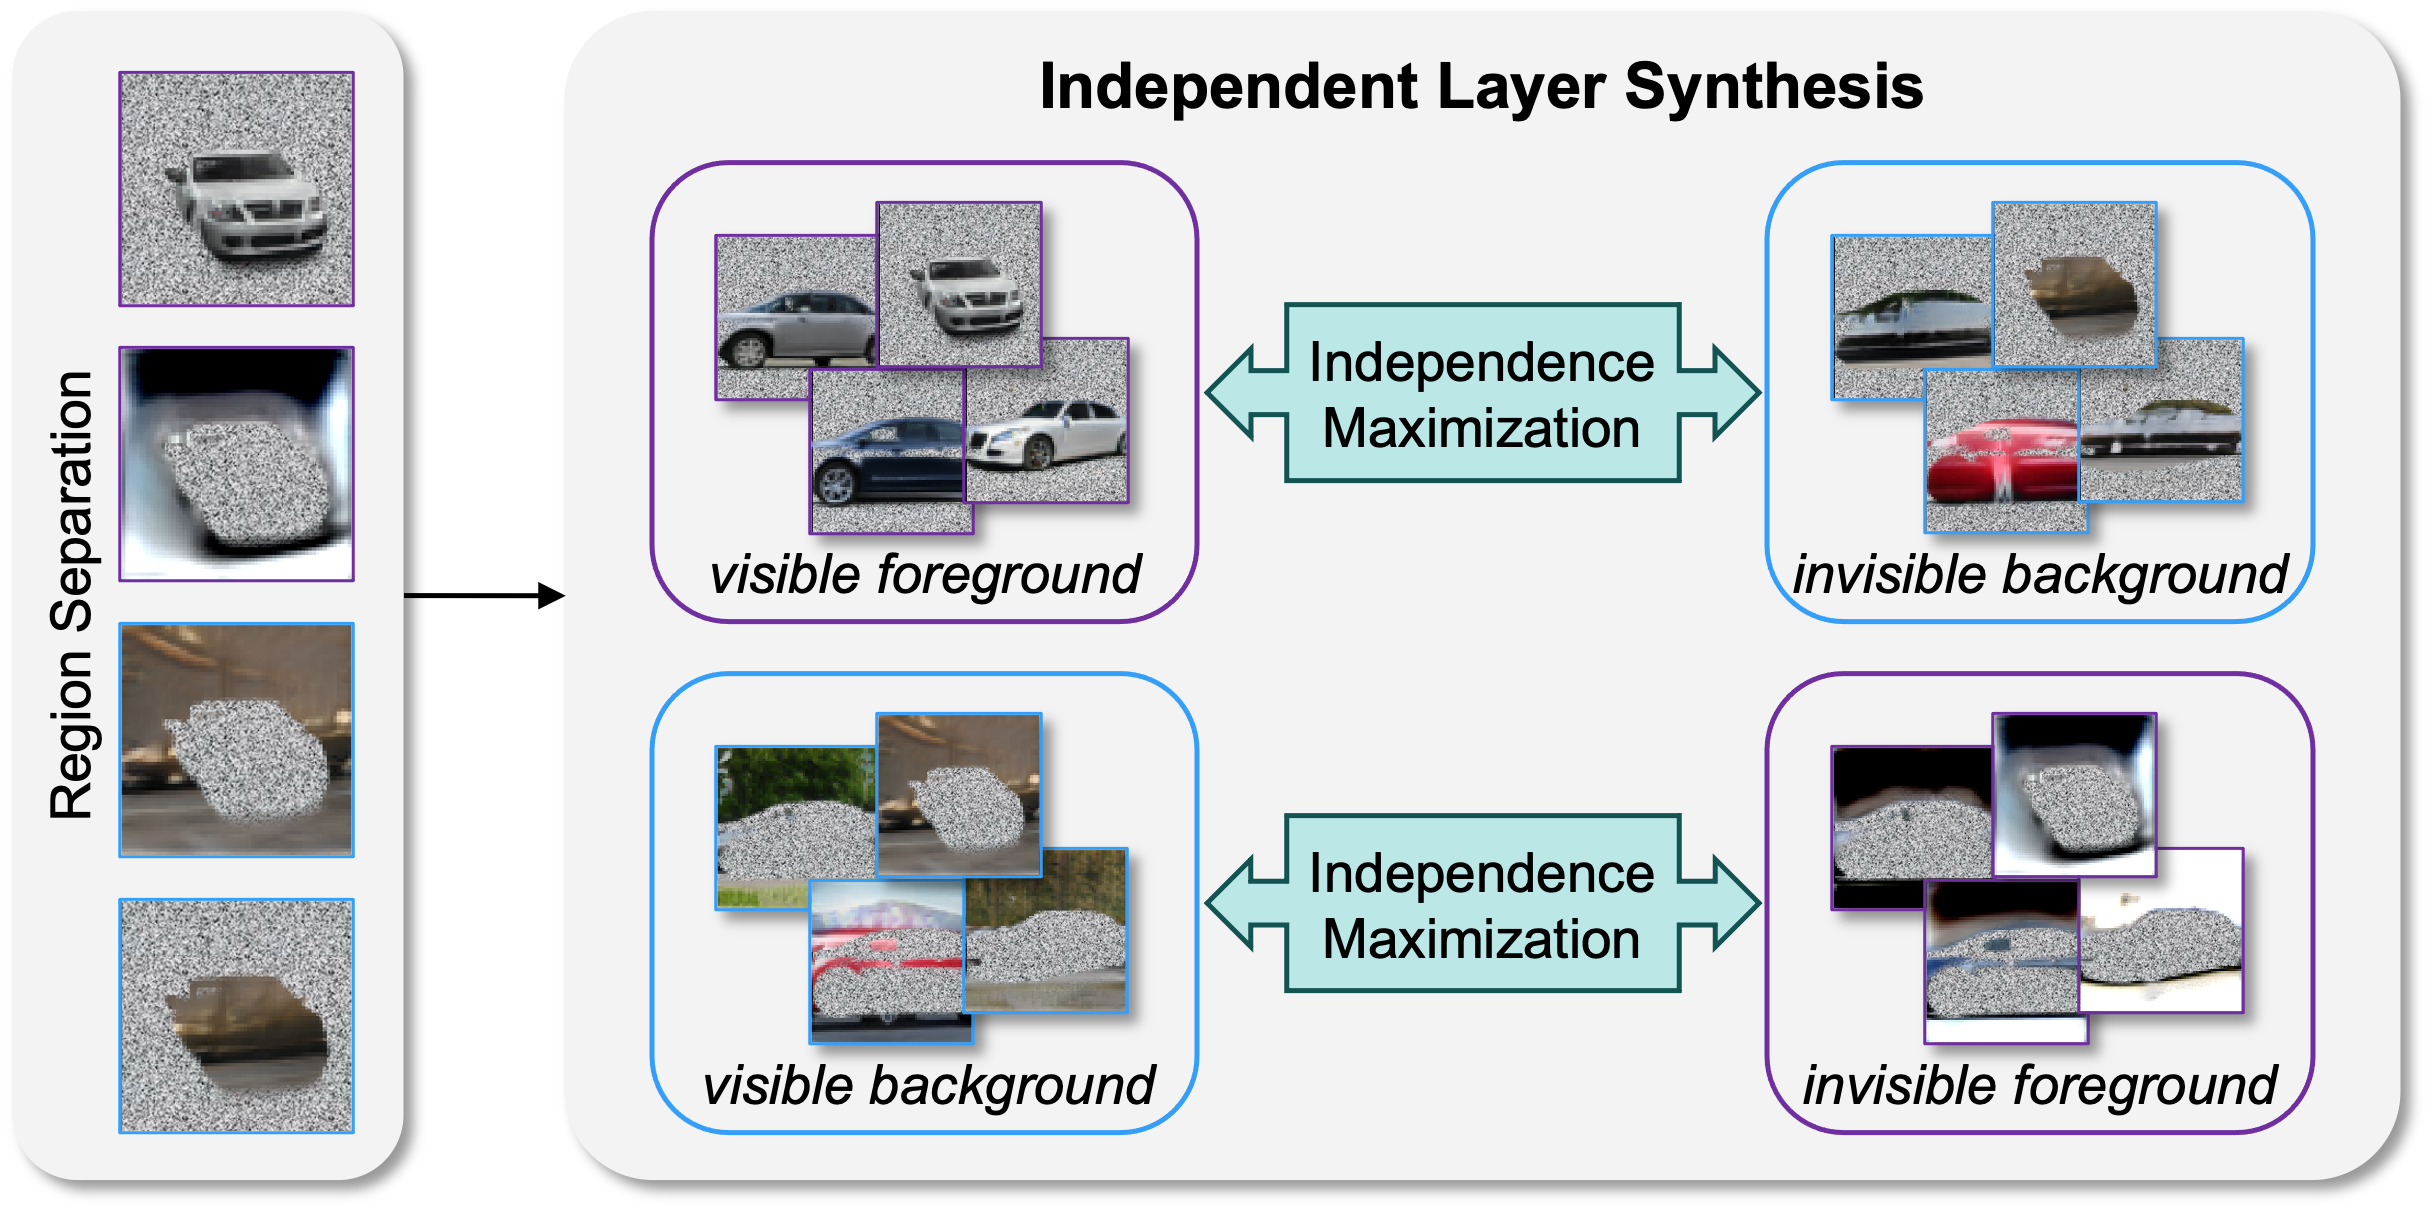 Region Separation
Independent Layer Synthesis
Independence
Maximization
visible foreground
invisible background
Independence
Maximization
visible background
invisible foreground